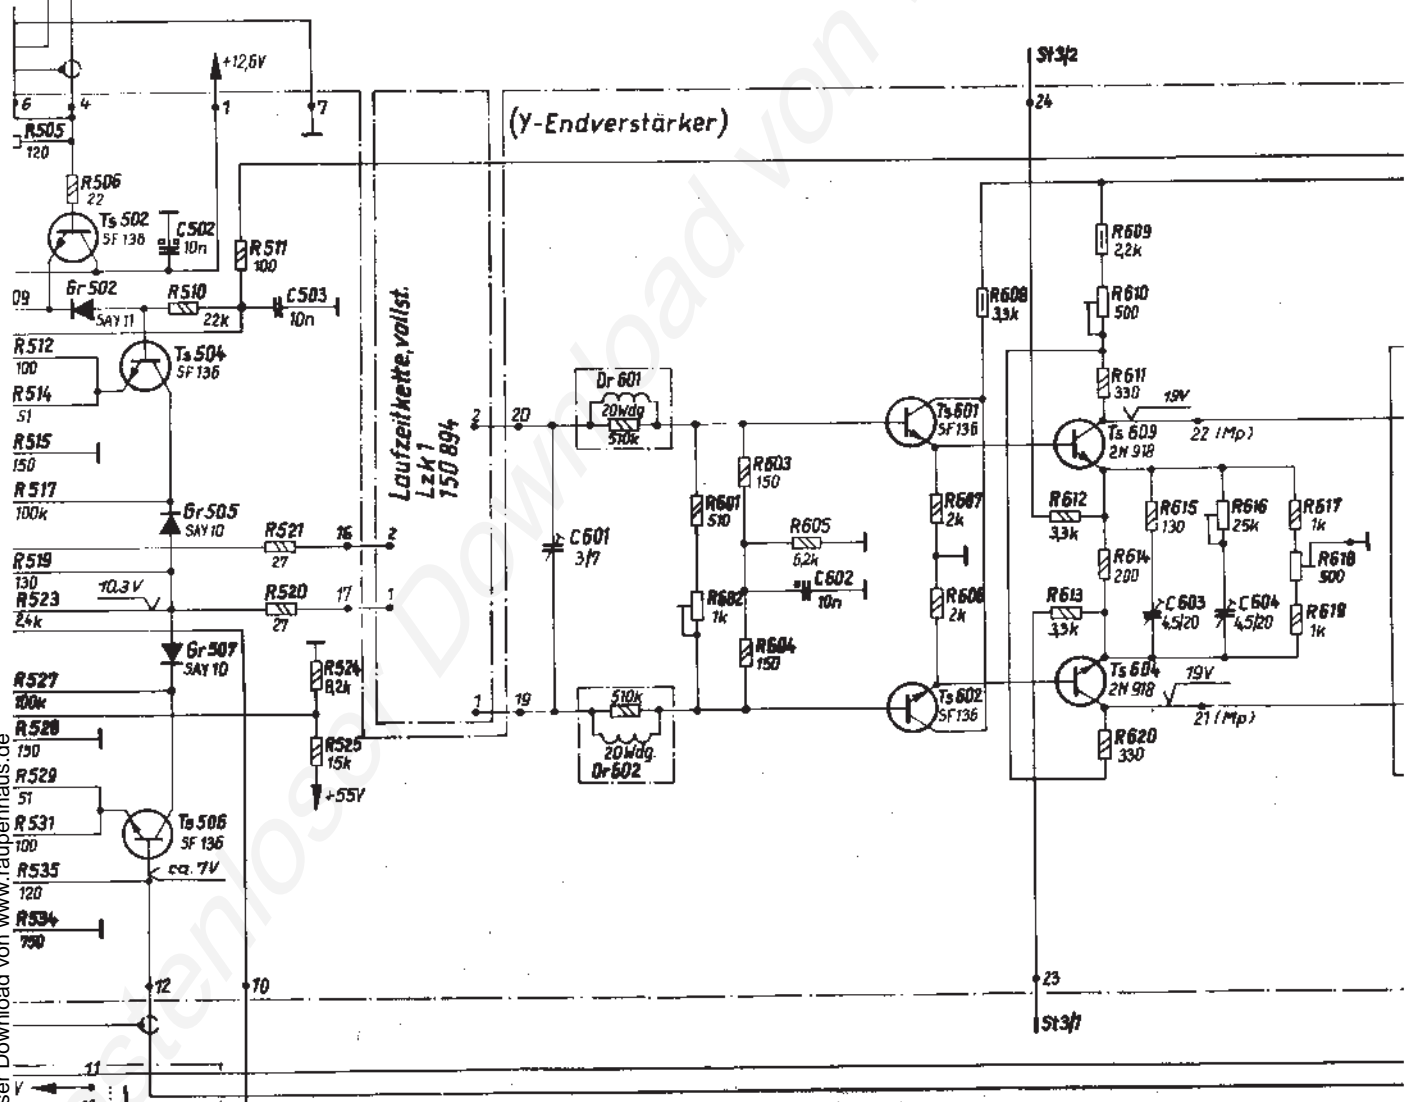 St3/2
+12,6V
6
4
1
7
24
(Y-Endverstärker)
R505
120
R506
22
Ts 502
SF 136
C502
10n
R511
100
R609
2,2k
09
Gr 502
SAY 11
R510
22k
C503
10n
R608
3,3k
R610
500
R512
100
Ts 504
SF 136
R514
51
Laufzeitkette, vollst.
Lzk 1
150 894
Dr 601
20Wdg
510k
R611
330
19V
2
20
Ts 601
SF 136
Ts 609
2N 918
22 (Mp)
R515
150
R517
100k
Gr 505
SAY 10
R603
150
R601
510
R607
2k
R612
3,3k
R615
130
R616
25k
R617
1k
R521
27
16
2
C601
3/7
R605
6,2k
R614
200
R618
500
R519
130
10.3V
R523
2,4k
R520
27
17
1
R602
1k
C602
10n
R606
2k
R613
3,3k
C603
4,5/20
C604
4,5/20
R619
1k
Gr 507
SAY 10
R604
150
R524
8,2k
R527
100k
1
19
510k
20Wdg.
Dr602
Ts 602
SF 136
Ts 604
2N 918
19V
21 (Mp)
R528
150
R525
15k
R620
330
R529
51
+55V
R531
100
Ts 506
SF 136
ca. 7V
R535
120
R534
750
12
10
23
St3/1
11
V
ser Download von www.raupenhaus.de
stenloser Download von